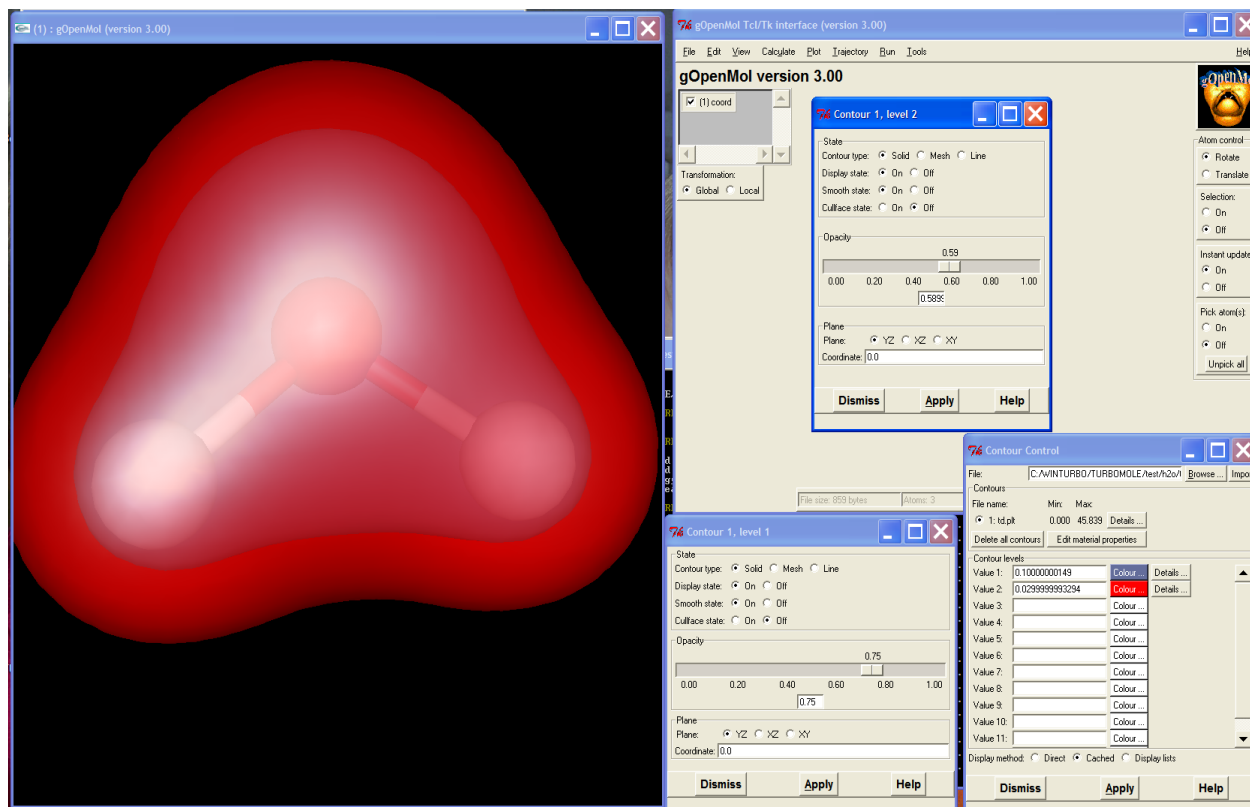 (1) : gOpenMol (version 3.00)
gOpenMol Tcl/Tk interface (version 3.00)
File Edit View Calculate Plot Trajectory Run Tools Help
gOpenMol version 3.00
(1) coord
Transformation:
Global Local
gOpenMo
Atom control
Rotate
Translate
Selection:
On
Off
Instant update
On
Off
Pick atom(s):
On
Off
Unpick all
File size: 859 bytes Atoms: 3
Contour 1, level 2
State
Contour type: Solid Mesh Line
Display state: On Off
Smooth state: On Off
Cullface state: On Off
Opacity
0.59
0.00 0.20 0.40 0.60 0.80 1.00
0.5899
Plane
Plane: YZ XZ XY
Coordinate: 0.0
Dismiss Apply Help
Contour 1, level 1
State
Contour type: Solid Mesh Line
Display state: On Off
Smooth state: On Off
Cullface state: On Off
Opacity
0.75
0.00 0.20 0.40 0.60 0.80 1.00
0.75
Plane
Plane: YZ XZ XY
Coordinate: 0.0
Dismiss Apply Help
Contour Control
File: C:/WINTURBO/TURBOMOLE/test/h2o/ Browse ... Impo
Contours
File name: Min: Max:
1: td.plt 0.000 45.839 Details ...
Delete all contours Edit material properties
Contour levels
Value 1: 0.10000000149 Colour ... Details ...
Value 2: 0.0299999993294 Colour ... Details ...
Value 3: Colour ...
Value 4: Colour ...
Value 5: Colour ...
Value 6: Colour ...
Value 7: Colour ...
Value 8: Colour ...
Value 9: Colour ...
Value 10: Colour ...
Value 11: Colour ...
Display method: Direct Cached Display lists
Dismiss Apply Help